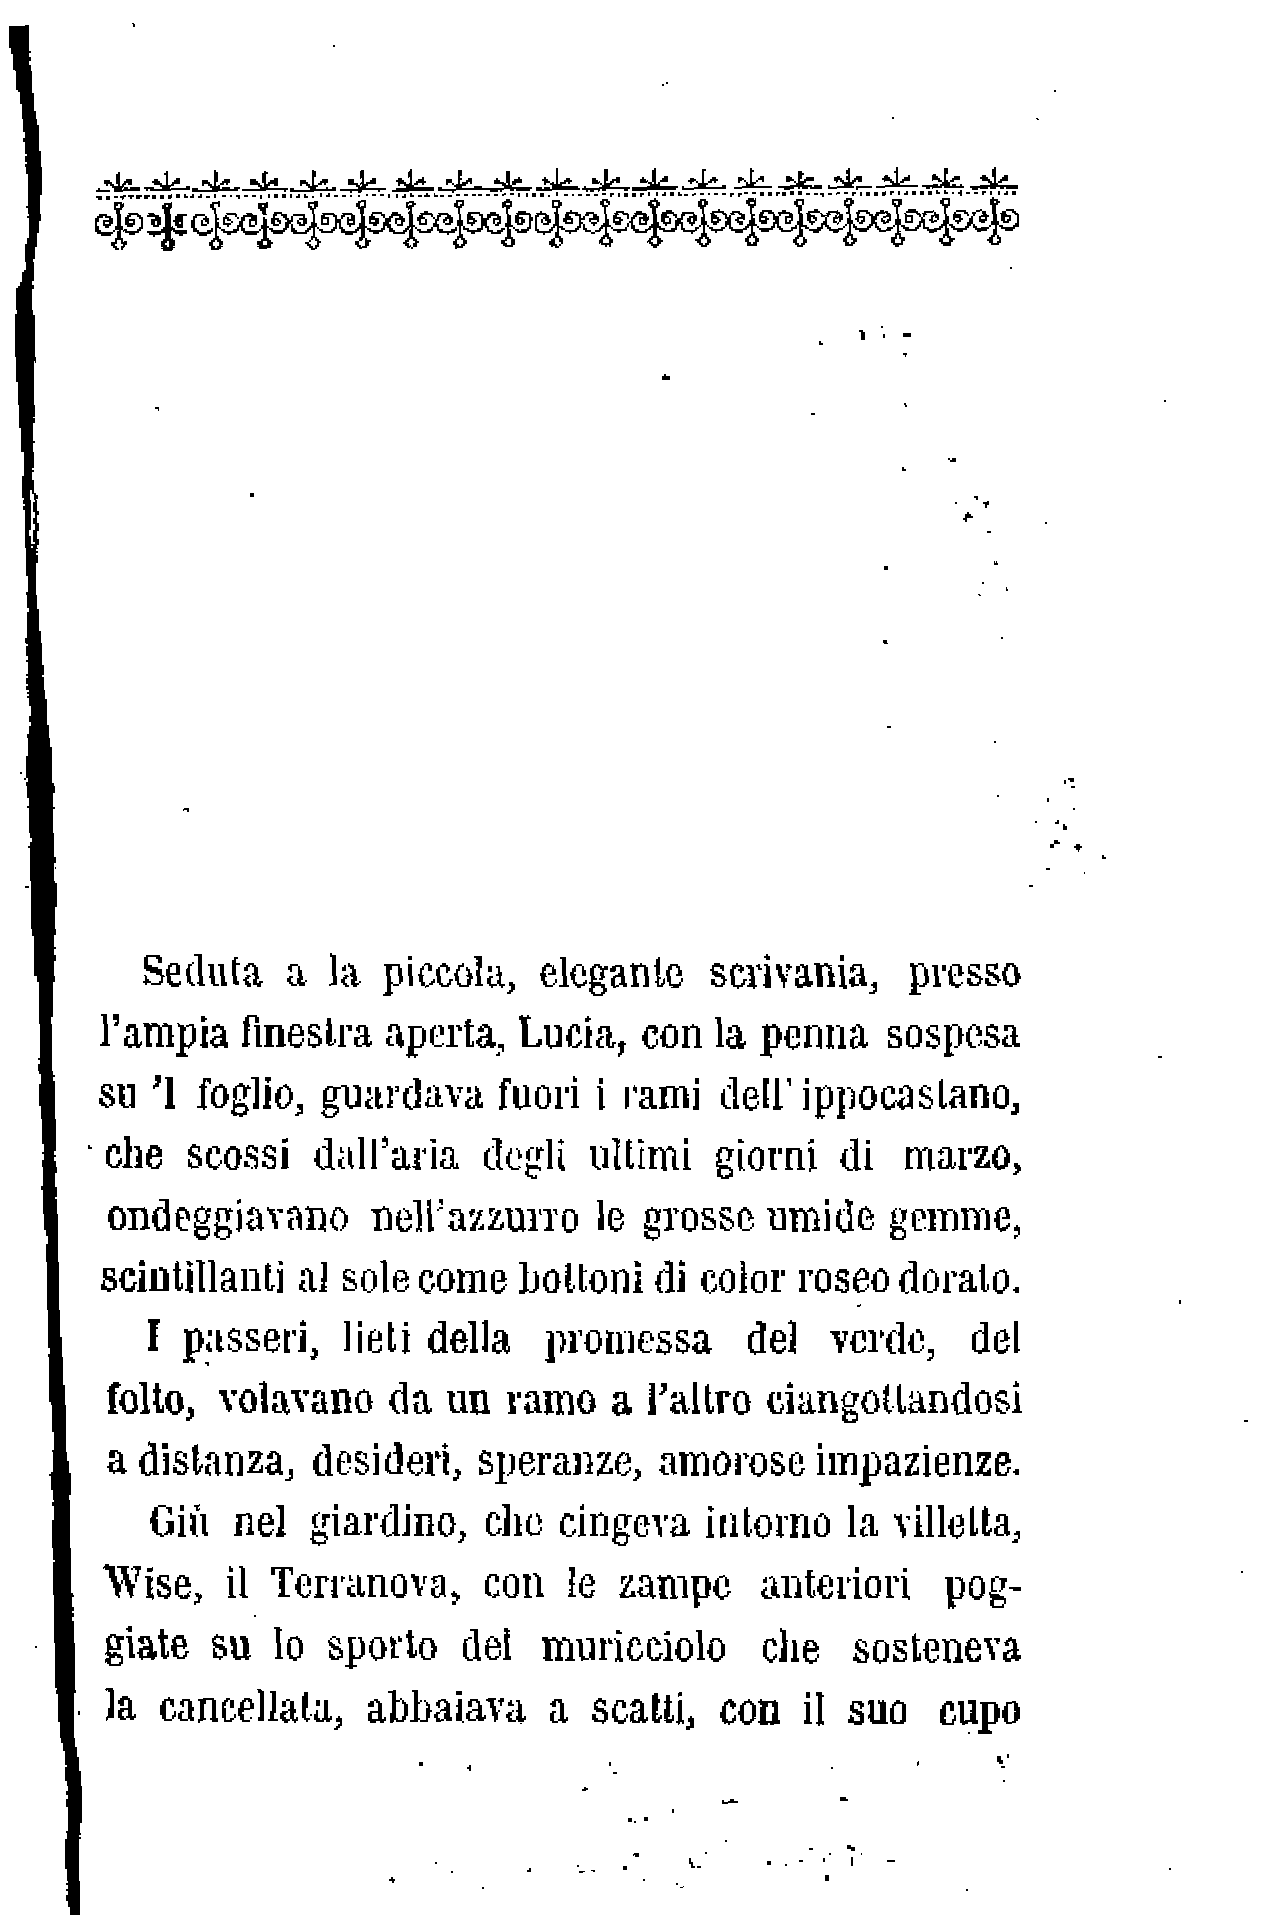 Seduta a la piccola, elegante scrivania, presso
l'ampia finestra aperta, Lucia, con la penna sospesa
su 'l foglio, guardava fuori i rami dell' ippocastano,
che scossi dall'aria degli ultimi giorni di marzo,
ondeggiavano nell'azzurro le grosse umide gemme,
scintillanti al sole come bottoni di color roseo dorato.
I passeri, lieti della promessa del verde, del
folto, volavano da un ramo a l'altro ciangottandosi
a distanza, desideri, speranze, amorose impazienze.
Giù nel giardino, che cingeva intorno la villetta,
Wise, il Terranova, con le zampe anteriori pog-
giate su lo sporto del muricciolo che sosteneva
la cancellata, abbaiava a scatti, con il suo cupo